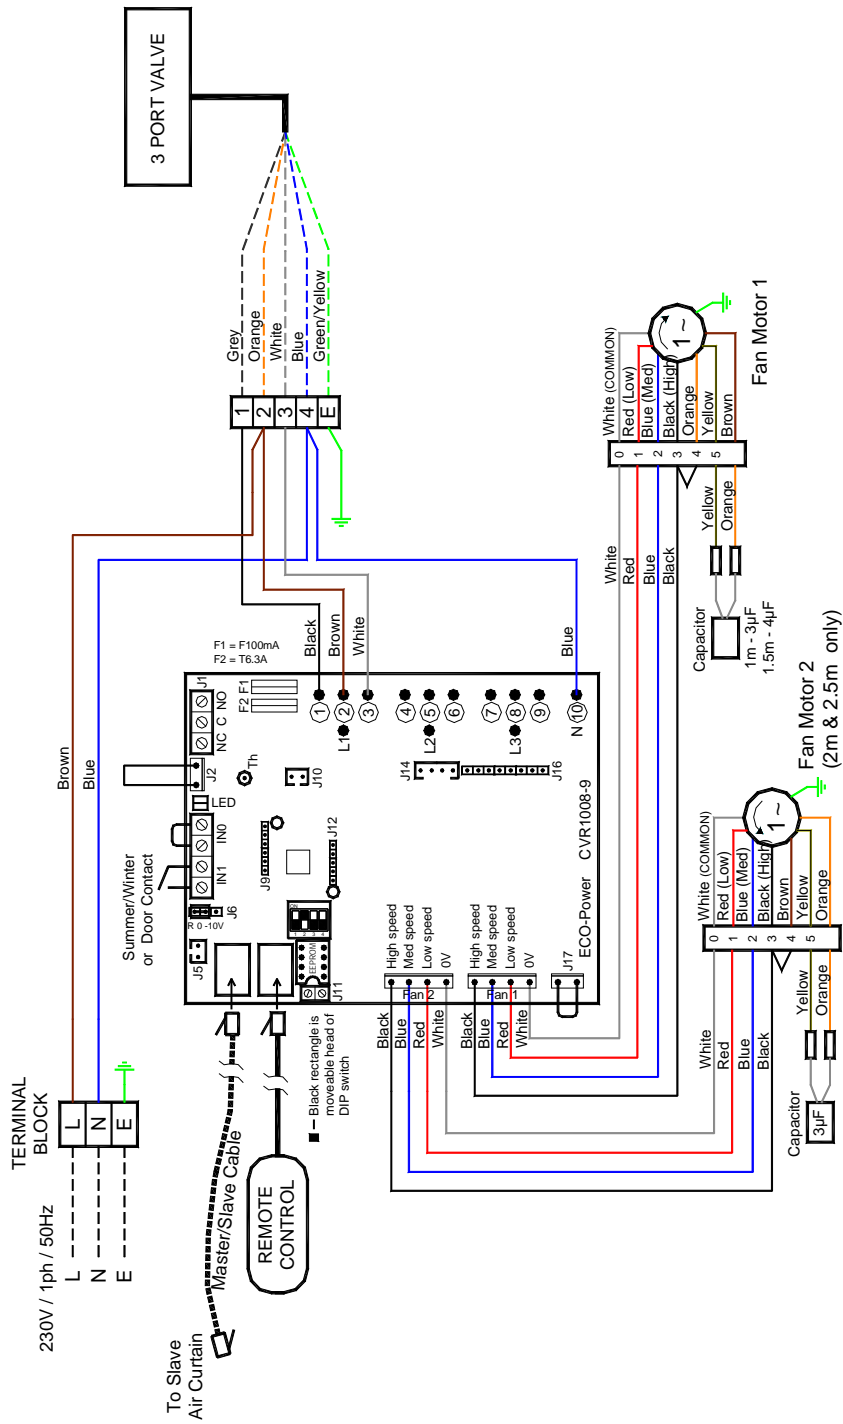 3 PORT VALVE
Grey
Orange
White
Blue
Green/Yellow
1
2
3
4
E
TERMINAL
BLOCK
L
N
E
230V / 1ph / 50Hz
L
N
E
Brown
Blue
Summer/Winter
or Door Contact
F1 = F100mA
F2 = T6.3A
Black
Brown
White
Blue
J1
NC C NO
F2 F1
J2
Th
LED
IN0
IN1
J6
R 0 -10V
J5
J9
J10
J12
J14
J16
ON
1 2 3 4
EEPROM
J11
1
2
3
4
5
6
7
8
9
N 10
L1
L2
L3
ECO-Power CVR1008-9
High speed
Med speed
Low speed
0V
Fan 2
High speed
Med speed
Low speed
0V
Fan 1
J17
Black
Blue
Red
White
Black
Blue
Red
White
Black rectangle is
moveable head of
DIP switch
Master/Slave Cable
REMOTE
CONTROL
To Slave
Air Curtain
White
Red
Blue
Black
0
1
2
3
4
5
White (COMMON)
Red (Low)
Blue (Med)
Black (High)
Orange
Yellow
Brown
1~
Fan Motor 1
Yellow
Orange
Capacitor
1m - 3µF
1.5m - 4µF
White
Red
Blue
Black
0
1
2
3
4
5
White (COMMON)
Red (Low)
Blue (Med)
Black (High)
Brown
Yellow
Orange
1~
Fan Motor 2
(2m & 2.5m only)
Yellow
Orange
Capacitor
3µF